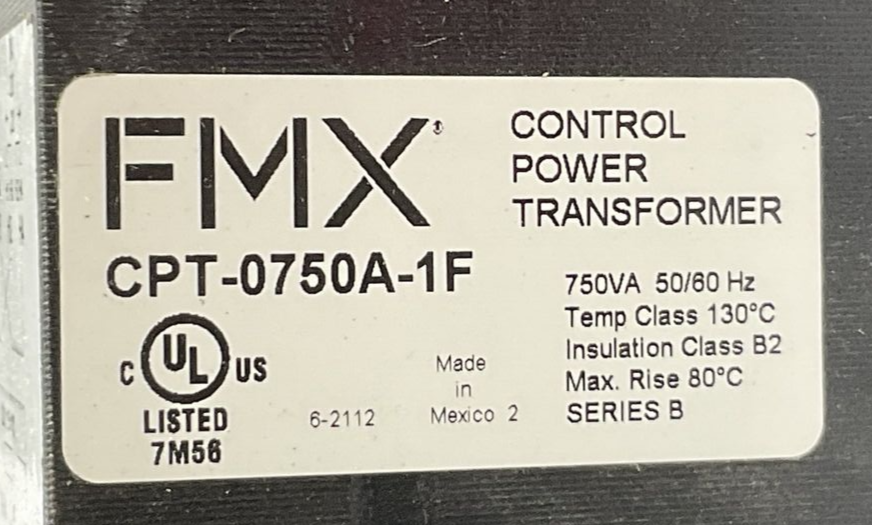 FMX®
CONTROL
POWER
TRANSFORMER
CPT-0750A-1F
750VA 50/60 Hz
Temp Class 130°C
Insulation Class B2
Max. Rise 80°C
SERIES B
C UL US
LISTED
7M56
6-2112
Made
in
Mexico 2